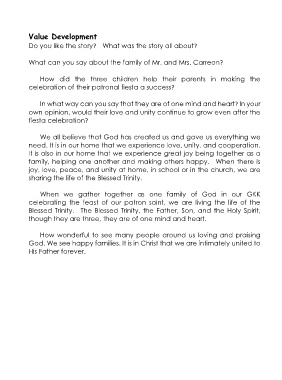 Value Development
Do you like the story? What was the story all about?
What can you say about the family of Mr. and Mrs. Carreon?
How did the three children help their parents in making the
celebration of their patronal fiesta a success?
In what way can you say that they are of one mind and heart? In your
own opinion, would their love and unity continue to grow even after the
fiesta celebration?
We all believe that God has created us and gave us everything we
need. It is in our home that we experience love, unity, and cooperation.
It is also in our home that we experience great joy being together as a
family, helping one another and making others happy. When there is
joy, love, peace, and unity at home, in school or in the church, we are
sharing the life of the Blessed Trinity.
When we gather together as one family of God in our GKK
celebrating the feast of our patron saint, we are living the life of the
Blessed Trinity. The Blessed Trinity, the Father, Son, and the Holy Spirit,
though they are three, they are of one mind and heart.
How wonderful to see many people around us loving and praising
God. We see happy families. It is in Christ that we are intimately united to
His Father forever.